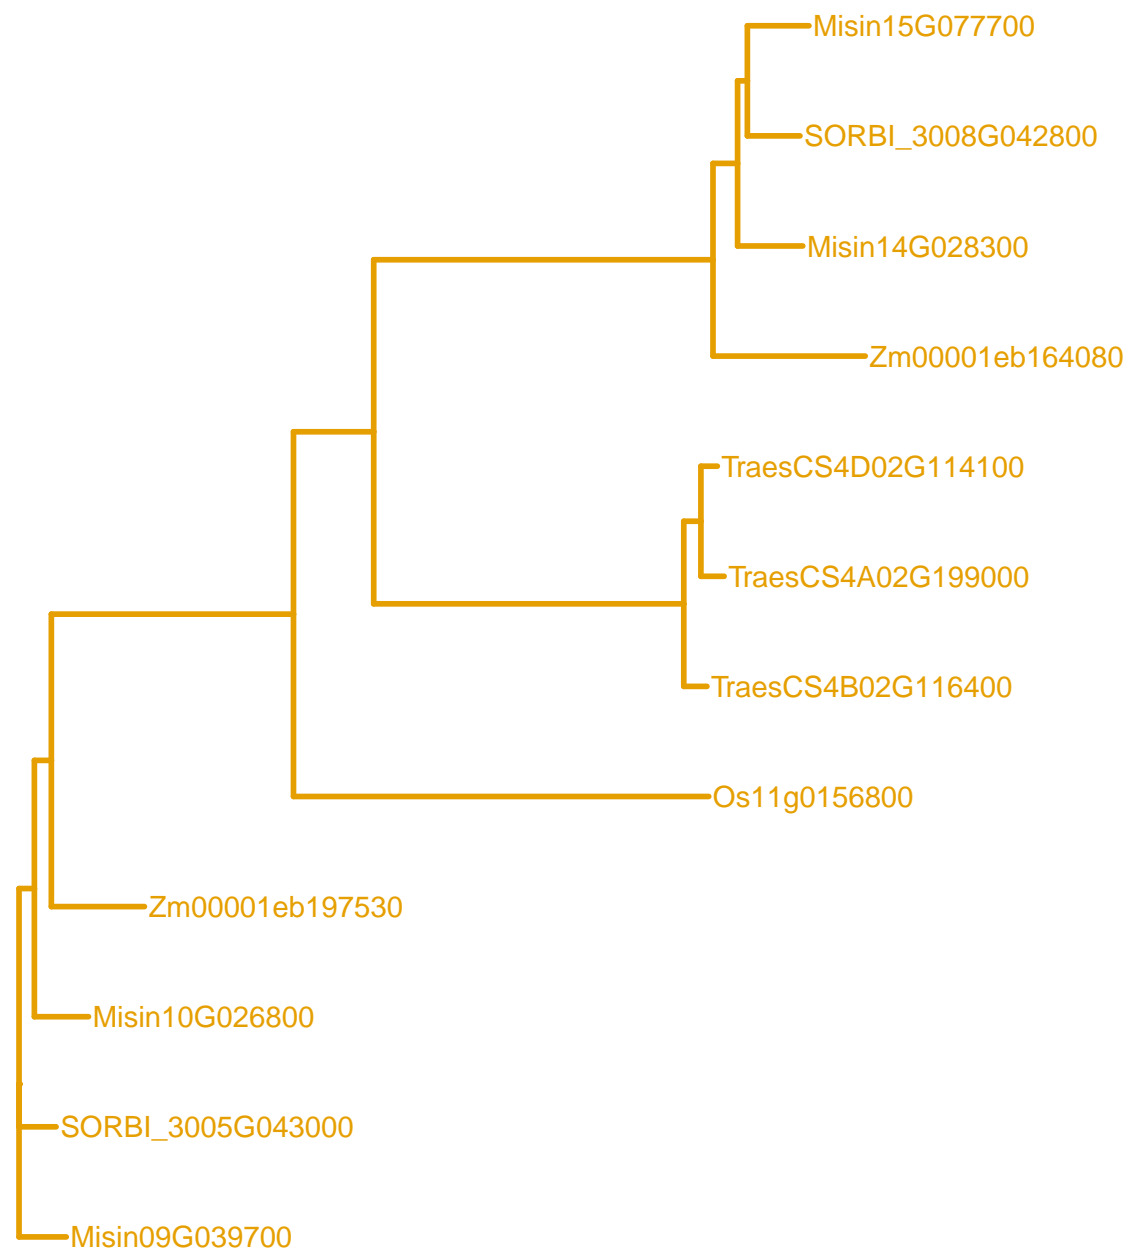 Misin15G077700
SORBI_3008G042800
Misin14G028300
Zm00001eb164080
TraesCS4D02G114100
TraesCS4A02G199000
TraesCS4B02G116400
Os11g0156800
Zm00001eb197530
Misin10G026800
SORBI_3005G043000
Misin09G039700